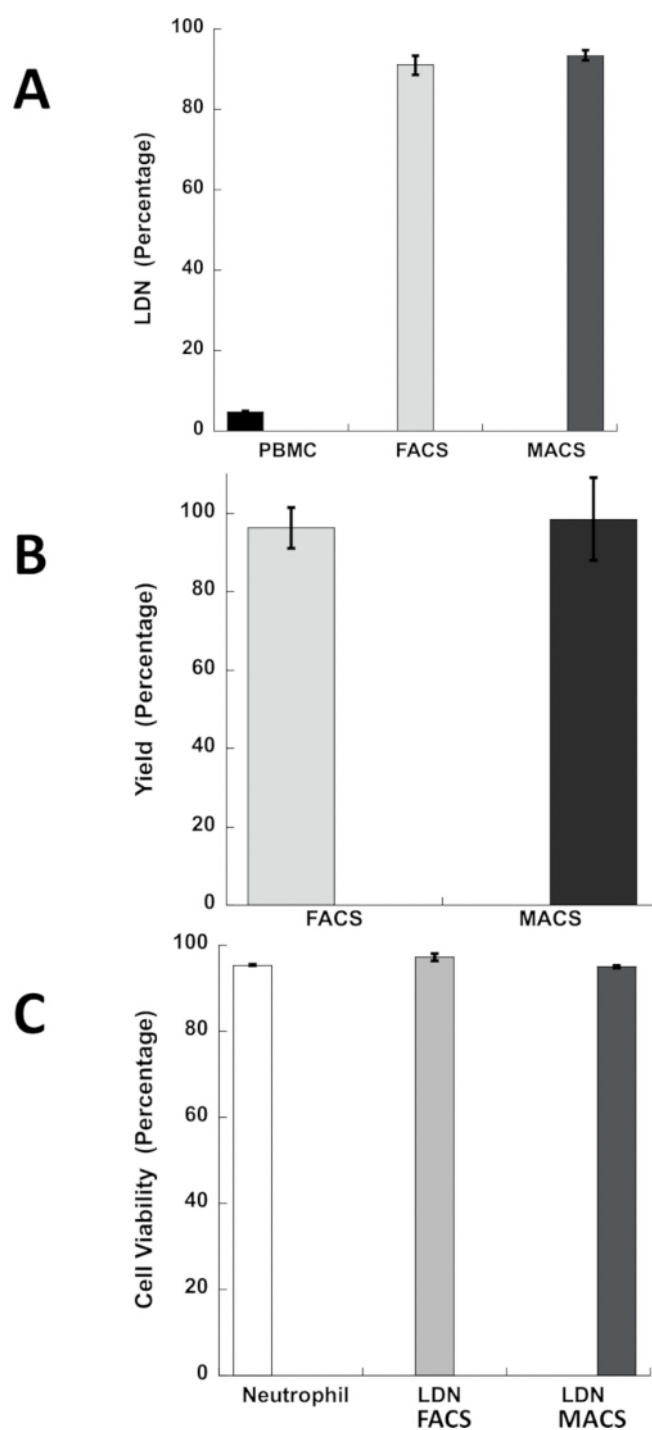 A
LDN (Percentage)
100
80
60
40
20
0
PBMC FACS MACS
B
Yield (Percentage)
100
80
60
40
20
0
FACS MACS
C
Cell Viability (Percentage)
100
80
60
40
20
0
Neutrophil LDN LDN
FACS MACS